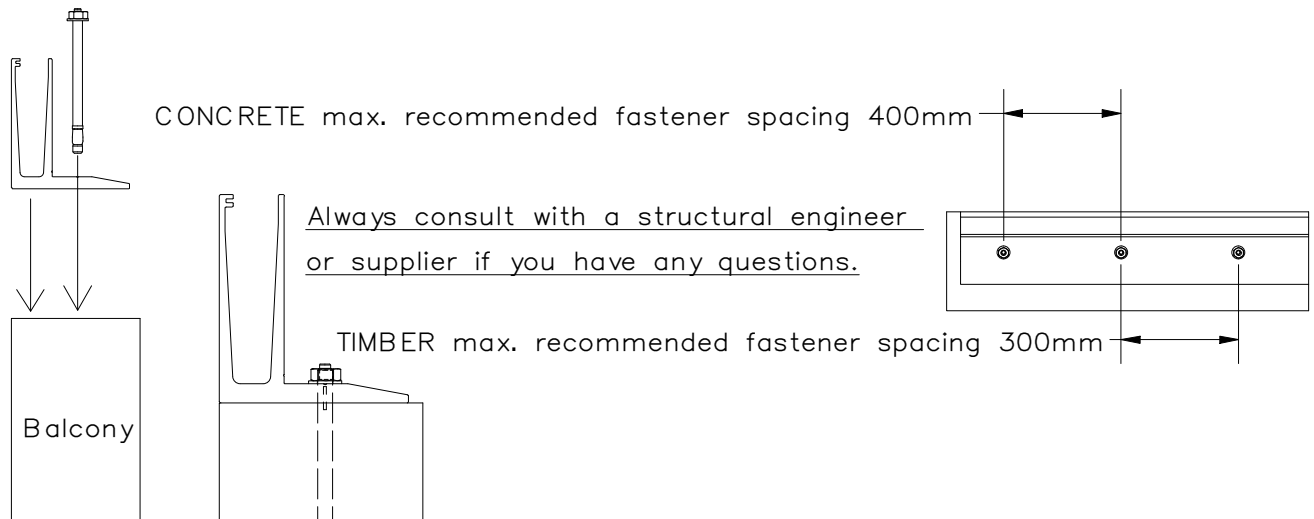 CONCRETE max. recommended fastener spacing 400mm
Always consult with a structural engineer
or supplier if you have any questions.
TIMBER max. recommended fastener spacing 300mm
Balcony